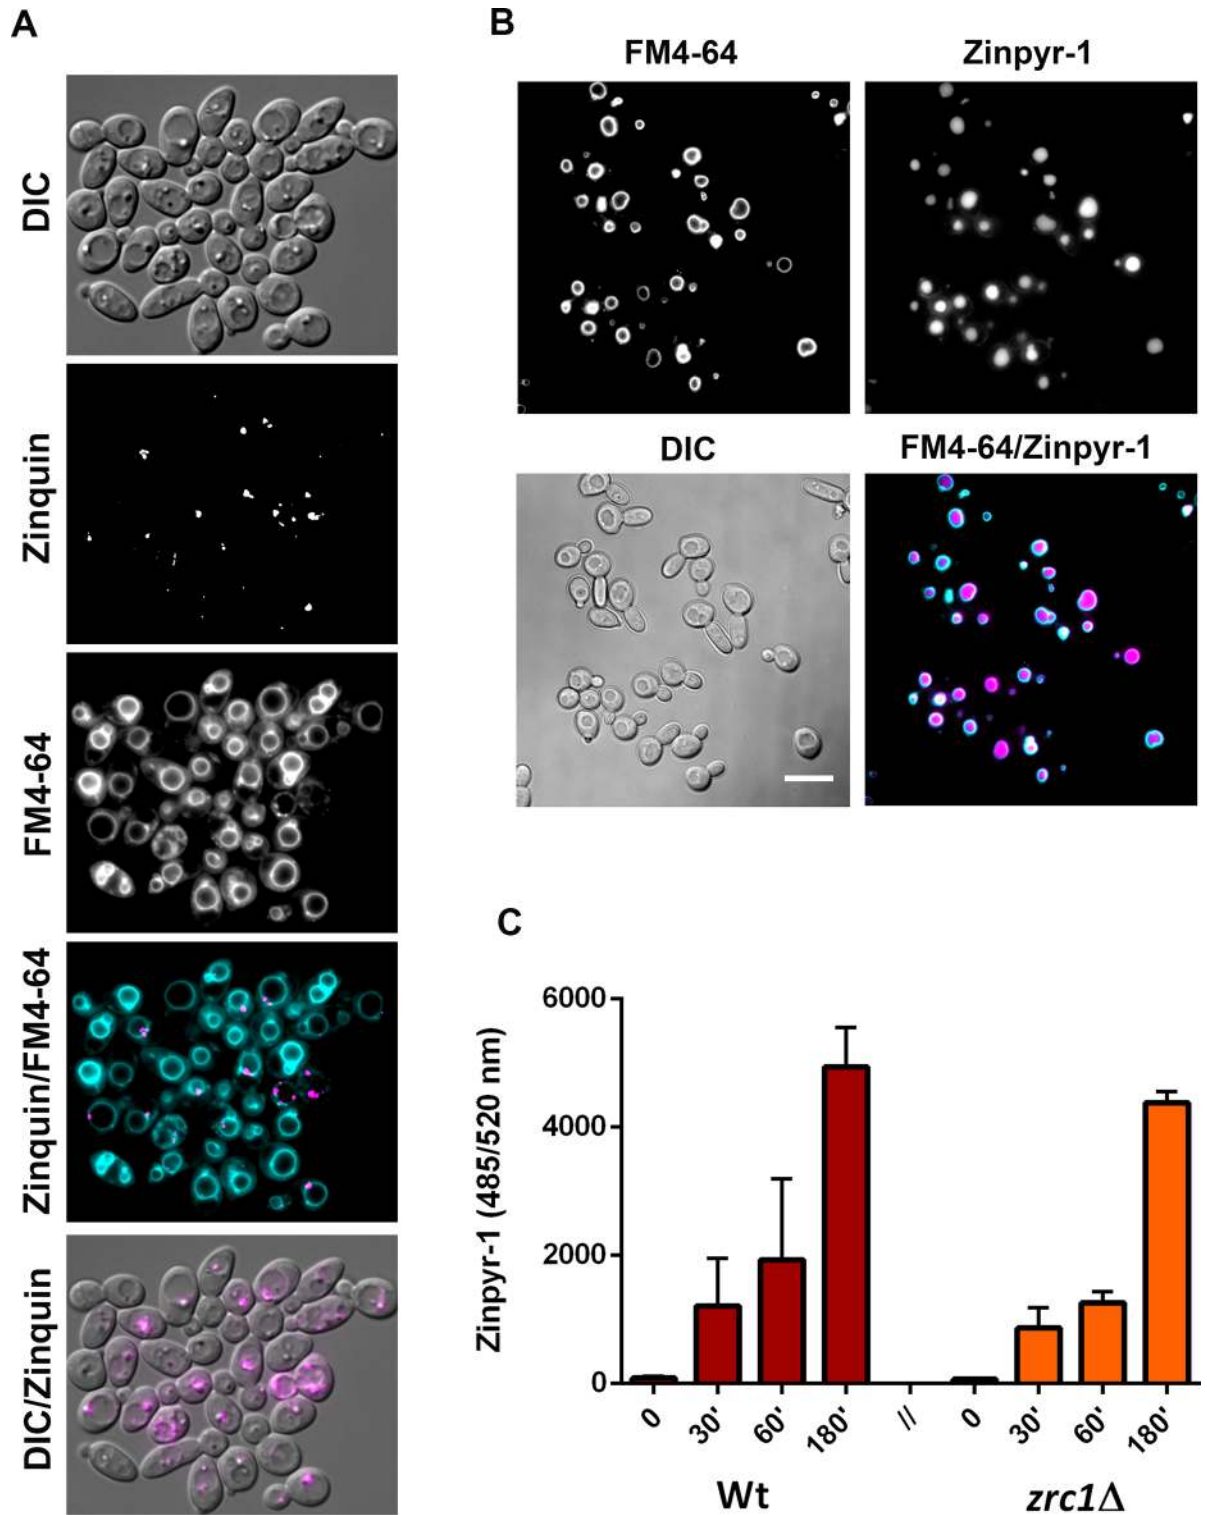 A
DIC
Zinquin
FM4-64
Zinquin/FM4-64
DIC/Zinquin
B
FM4-64
Zinpyr-1
DIC
FM4-64/Zinpyr-1
C
Zinpyr-1 (485/520 nm)
6000
4000
2000
0
0
30'
60'
180'
//
0
30'
60'
180'
Wt
zrc1Δ